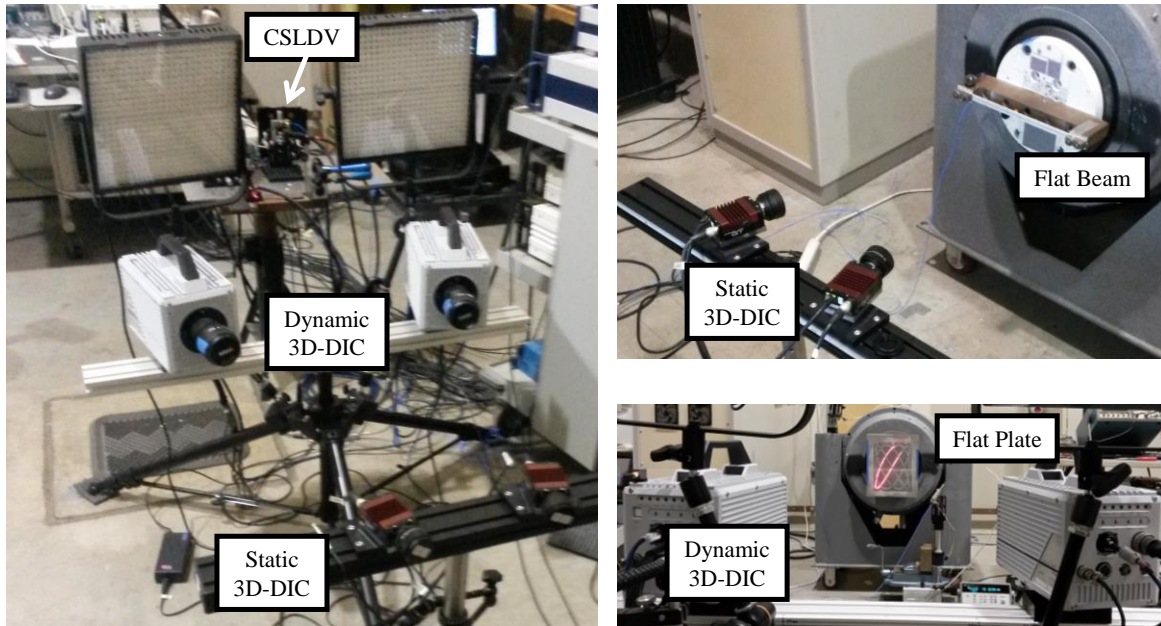 CSLDV
Dynamic
3D-DIC
Static
3D-DIC
Flat Beam
Static
3D-DIC
Flat Plate
Dynamic
3D-DIC